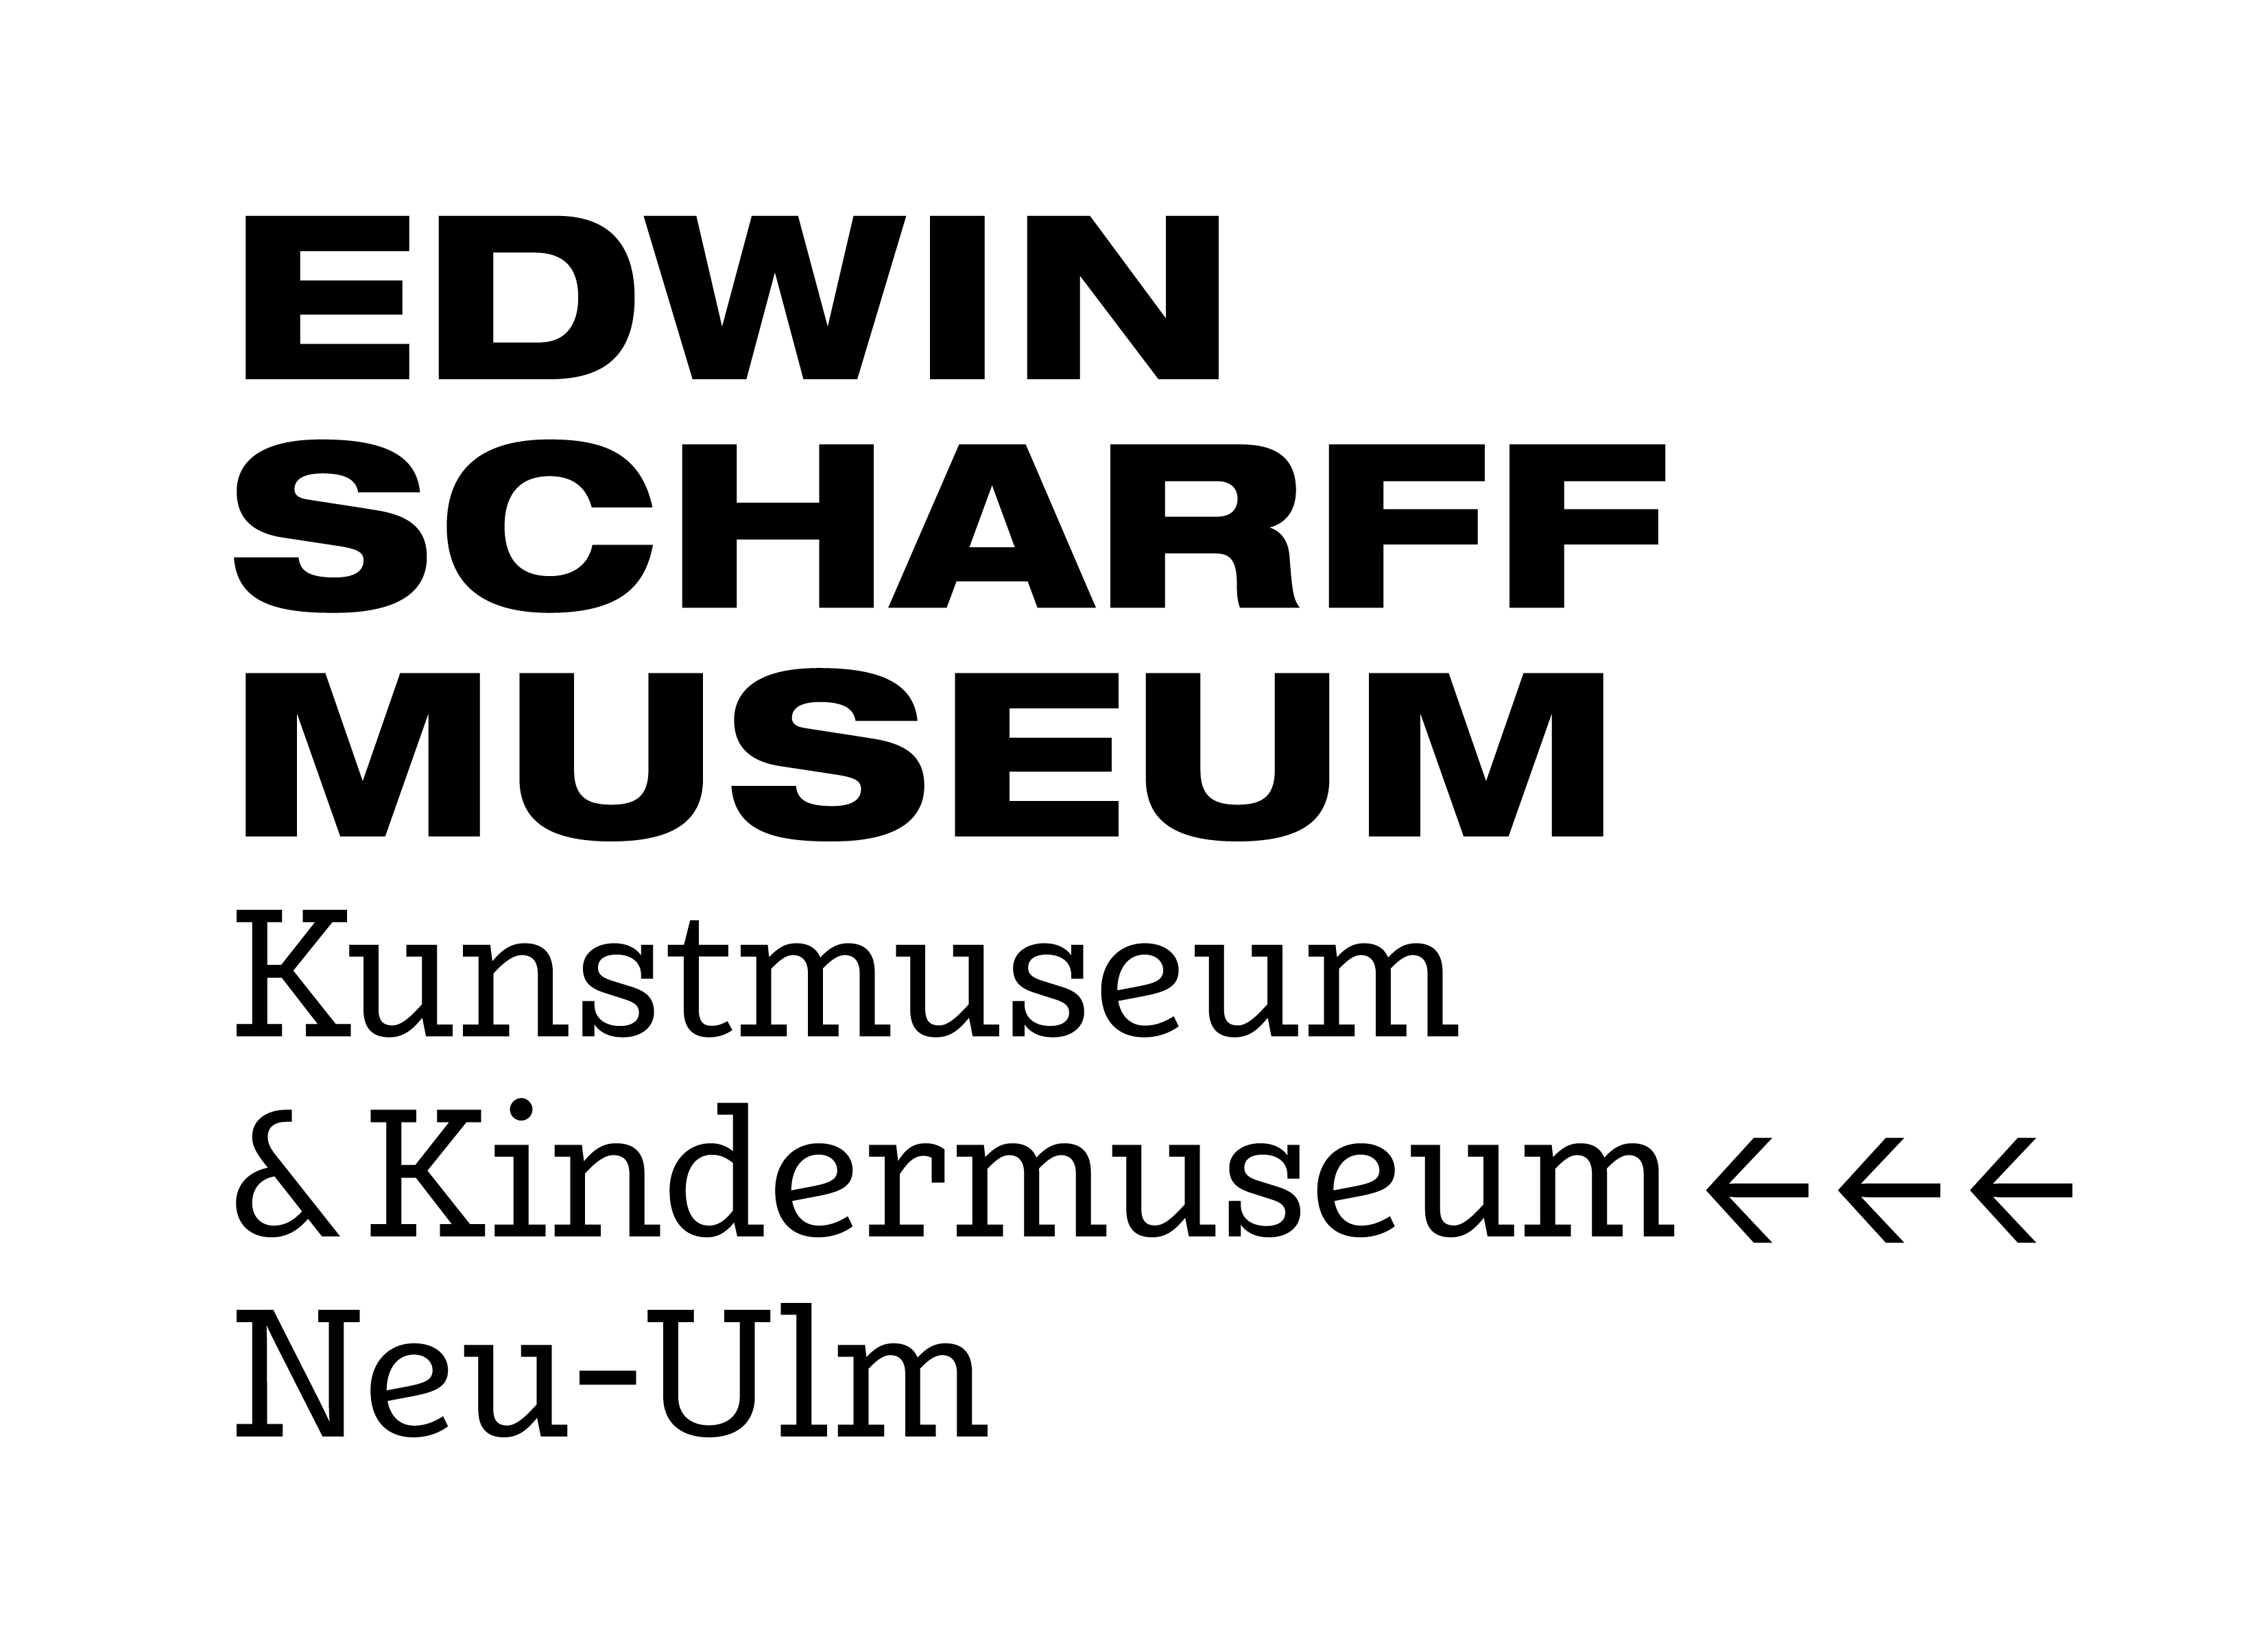 EDWIN
SCHARFF
MUSEUM
Kunstmuseum
& Kindermuseum ← ← ←
Neu-Ulm